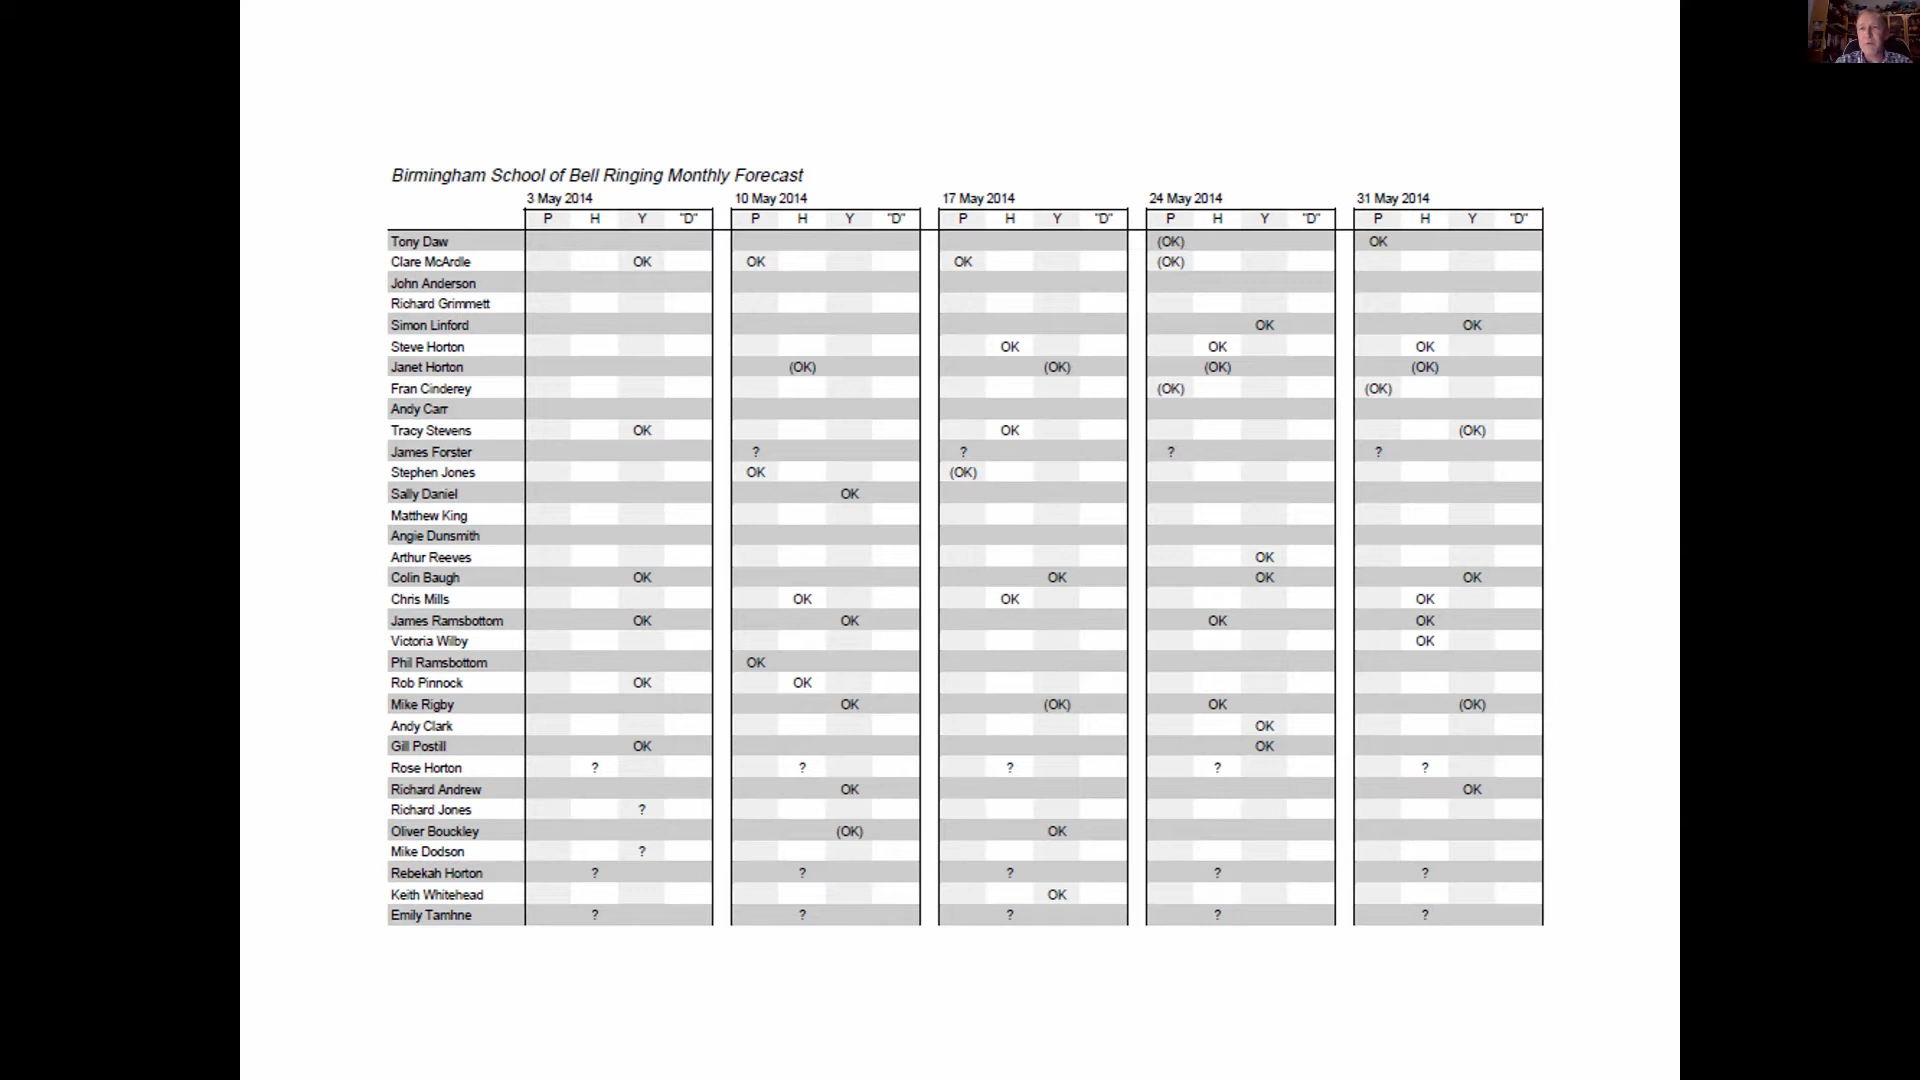 Birmingham School of Bell Ringing Monthly Forecast
3 May 2014 10 May 2014 17 May 2014 24 May 2014 31 May 2014
P H Y "D" P H Y "D" P H Y "D" P H Y "D" P H Y "D"
Tony Daw (OK) OK
Clare McArdle OK OK OK (OK)
John Anderson
Richard Grimmett
Simon Linford OK OK
Steve Horton OK OK OK
Janet Horton (OK) (OK) (OK) (OK)
Fran Cinderey (OK) (OK)
Andy Carr
Tracy Stevens OK OK (OK)
James Forster ? ? ? ?
Stephen Jones OK (OK)
Sally Daniel OK
Matthew King
Angie Dunsmith
Arthur Reeves OK
Colin Baugh OK OK OK OK
Chris Mills OK OK OK
James Ramsbottom OK OK OK OK
Victoria Wilby OK
Phil Ramsbottom OK
Rob Pinnock OK OK
Mike Rigby OK (OK) OK (OK)
Andy Clark OK
Gill Postill OK OK
Rose Horton ? ? ? ? ?
Richard Andrew OK OK
Richard Jones ?
Oliver Bouckley (OK) OK
Mike Dodson ?
Rebekah Horton ? ? ? ? ?
Keith Whitehead OK
Emily Tamhne ? ? ? ? ?